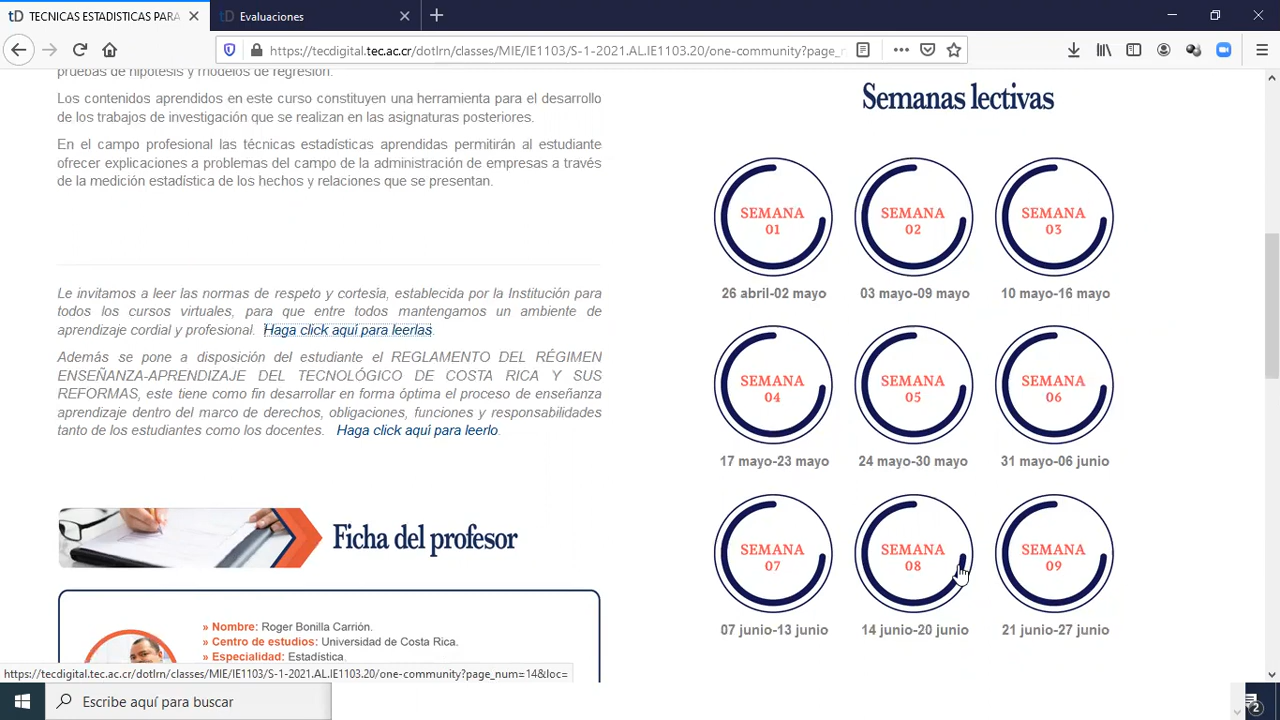 TECNICAS ESTADISTICAS PARA
Evaluaciones
https://tecdigital.tec.ac.cr/dotlrn/classes/MIE/IE1103/S-1-2021.AL.IE1103.20/one-community?page_n
pruebas de hipótesis y modelos de regresión.
Los contenidos aprendidos en este curso constituyen una herramienta para el desarrollo
de los trabajos de investigación que se realizan en las asignaturas posteriores.
En el campo profesional las técnicas estadísticas aprendidas permitirán al estudiante
ofrecer explicaciones a problemas del campo de la administración de empresas a través
de la medición estadística de los hechos y relaciones que se presentan.
Le invitamos a leer las normas de respeto y cortesía, establecida por la Institución para
todos los cursos virtuales, para que entre todos mantengamos un ambiente de
aprendizaje cordial y profesional. Haga click aquí para leerlas.
Además se pone a disposición del estudiante el REGLAMENTO DEL RÉGIMEN
ENSEÑANZA-APRENDIZAJE DEL TECNOLÓGICO DE COSTA RICA Y SUS
REFORMAS, este tiene como fin desarrollar en forma óptima el proceso de enseñanza
aprendizaje dentro del marco de derechos, obligaciones, funciones y responsabilidades
tanto de los estudiantes como los docentes. Haga click aquí para leerlo.
Ficha del profesor
» Nombre: Roger Bonilla Carrión.
» Centro de estudios: Universidad de Costa Rica.
» Especialidad: Estadística.
Semanas lectivas
SEMANA 01
SEMANA 02
SEMANA 03
26 abril-02 mayo
03 mayo-09 mayo
10 mayo-16 mayo
SEMANA 04
SEMANA 05
SEMANA 06
17 mayo-23 mayo
24 mayo-30 mayo
31 mayo-06 junio
SEMANA 07
SEMANA 08
SEMANA 09
07 junio-13 junio
14 junio-20 junio
21 junio-27 junio
https://tecdigital.tec.ac.cr/dotlrn/classes/MIE/IE1103/S-1-2021.AL.IE1103.20/one-community?page_num=14&loc=
Escribe aquí para buscar
2